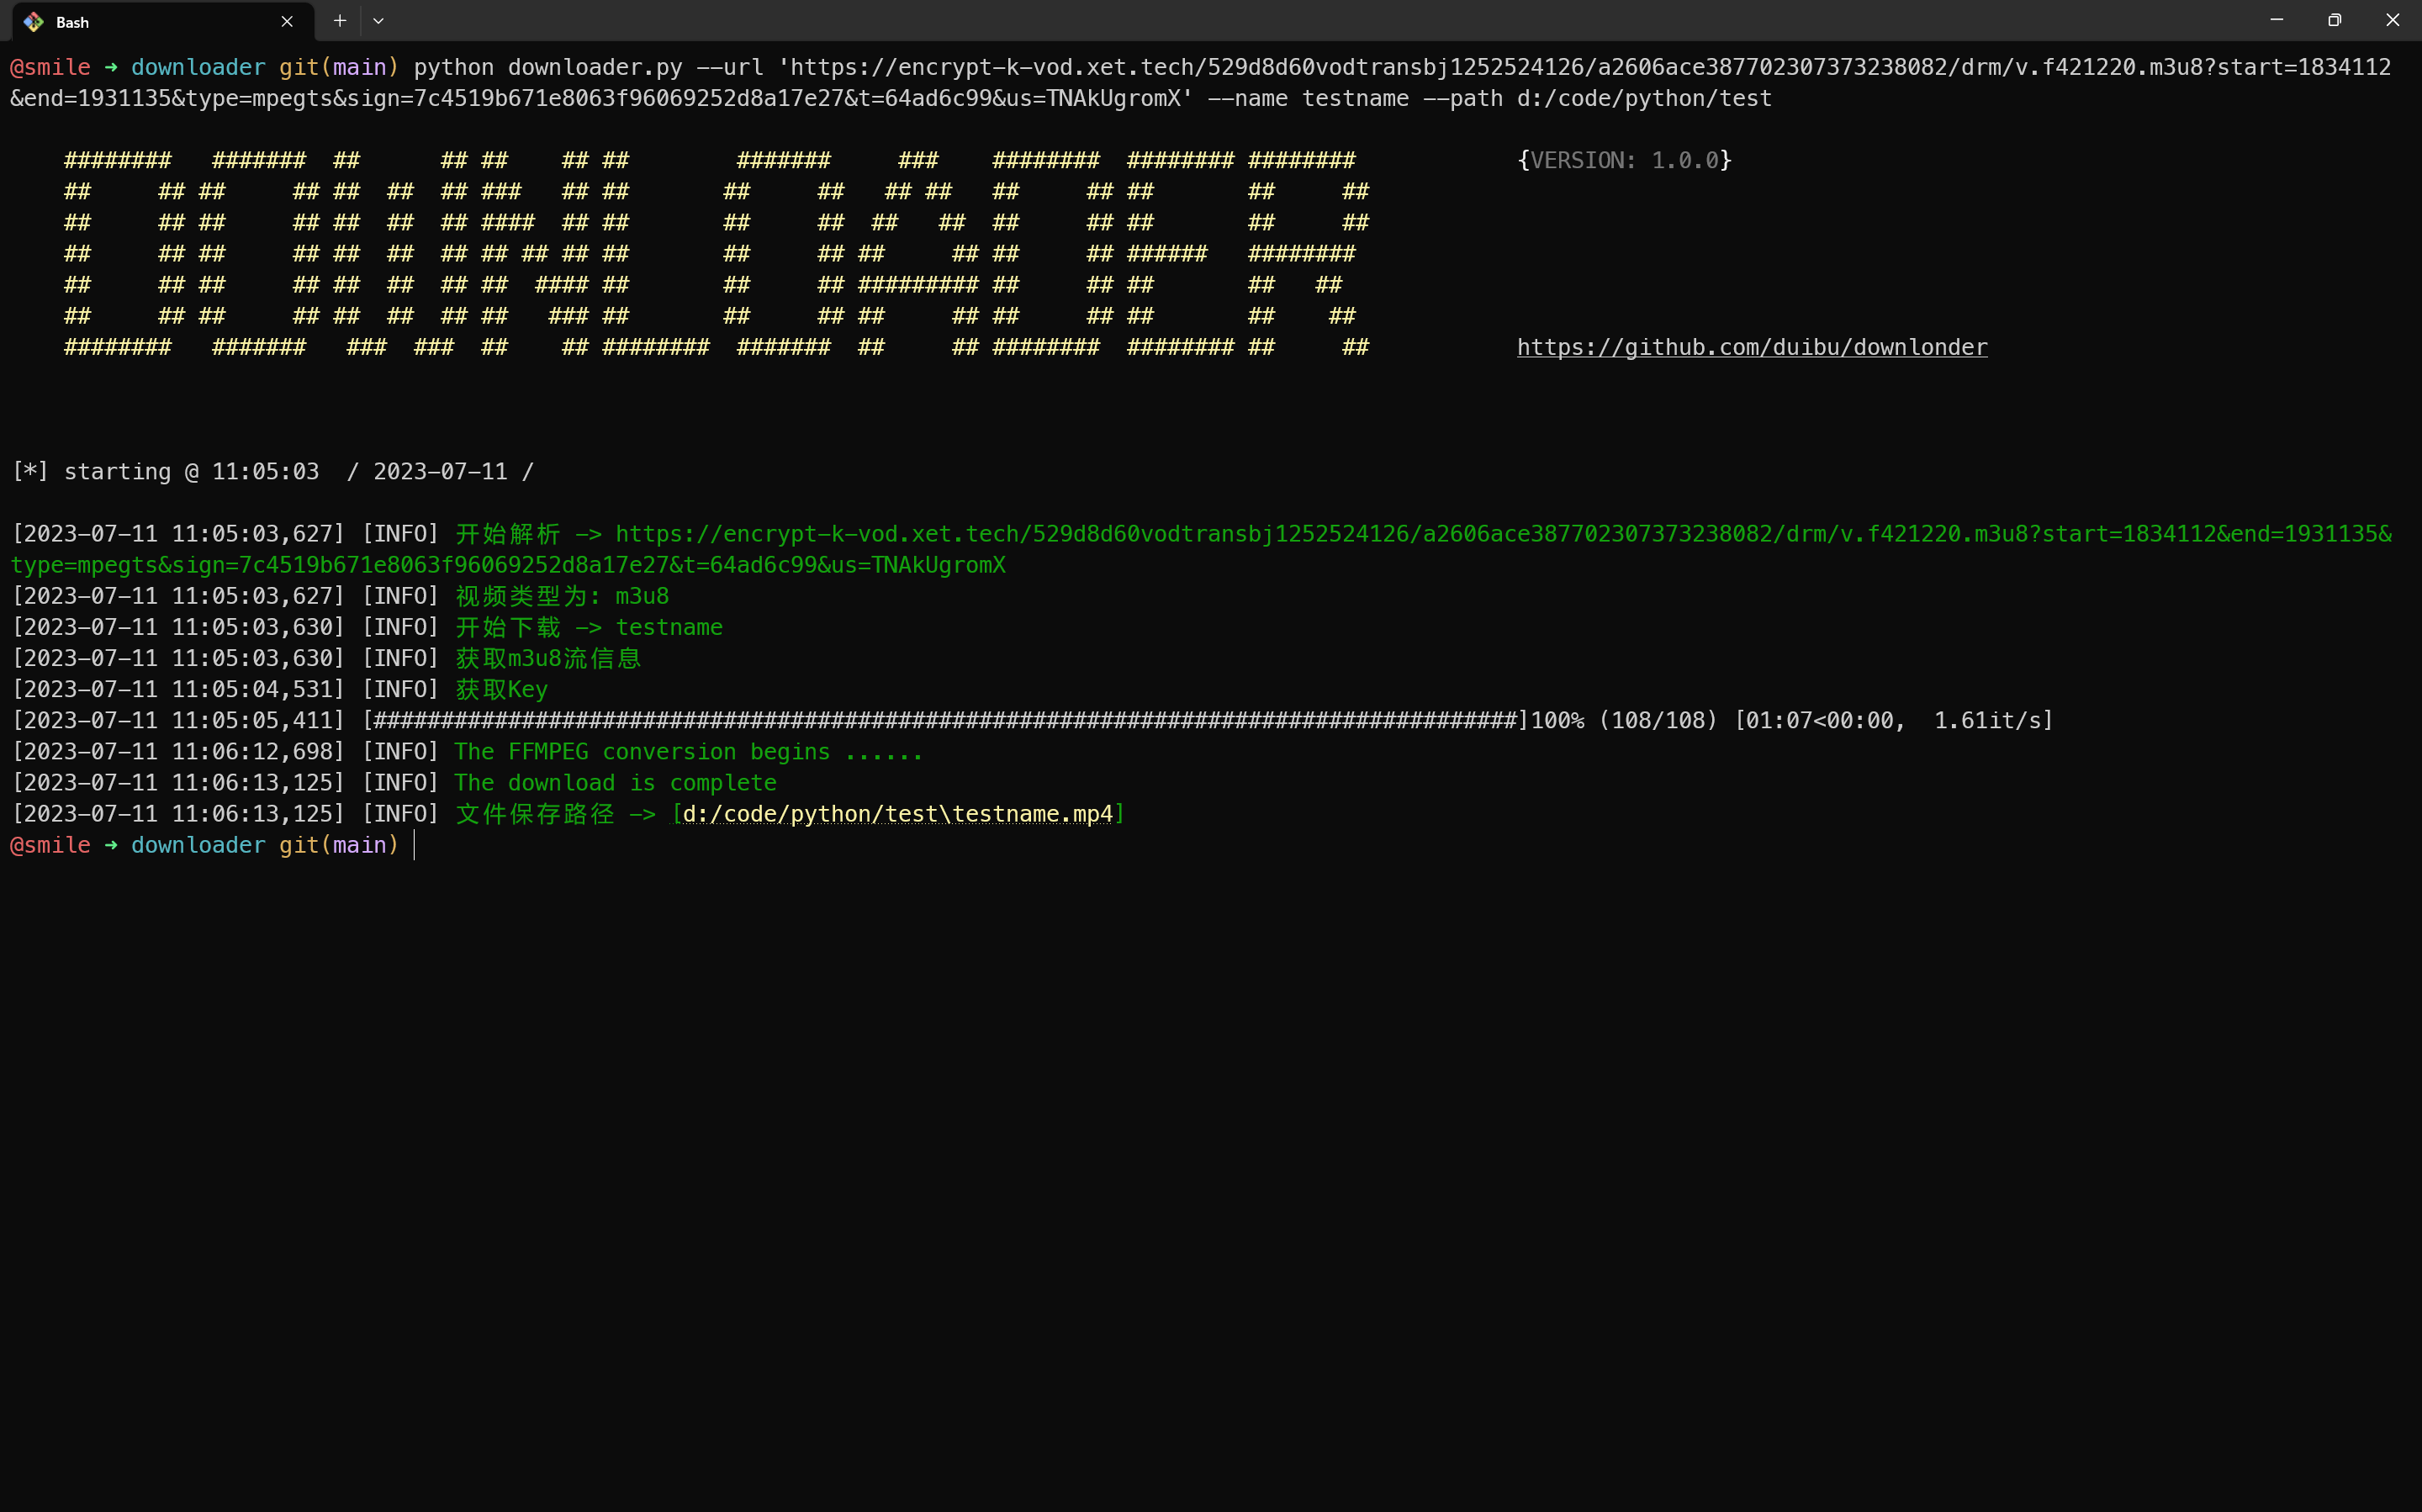 Bash
@smile ➜ downloader git(main) python downloader.py --url 'https://encrypt-k-vod.xet.tech/529d8d60vodtransbj1252524126/a2606ace387702307373238082/drm/v.f421220.m3u8?start=1834112
&end=1931135&type=mpegts&sign=7c4519b671e8063f96069252d8a17e27&t=64ad6c99&us=TNAkUgromX' --name testname --path d:/code/python/test
    ########   #######  ##      ## ##    ## ##        #######     ###    ########  ######## ########            {VERSION: 1.0.0}
    ##     ## ##     ## ##  ##  ## ###   ## ##       ##     ##   ## ##   ##     ## ##       ##     ##
    ##     ## ##     ## ##  ##  ## ####  ## ##       ##     ##  ##   ##  ##     ## ##       ##     ##
    ##     ## ##     ## ##  ##  ## ## ## ## ##       ##     ## ##     ## ##     ## ######   ########
    ##     ## ##     ## ##  ##  ## ##  #### ##       ##     ## ######### ##     ## ##       ##   ##
    ##     ## ##     ## ##  ##  ## ##   ### ##       ##     ## ##     ## ##     ## ##       ##    ##
    ########   #######   ###  ###  ##    ## ########  #######  ##     ## ########  ######## ##     ##           https://github.com/duibu/downlonder
[*] starting @ 11:05:03  / 2023-07-11 /
[2023-07-11 11:05:03,627] [INFO] 开始解析 -> https://encrypt-k-vod.xet.tech/529d8d60vodtransbj1252524126/a2606ace387702307373238082/drm/v.f421220.m3u8?start=1834112&end=1931135&
type=mpegts&sign=7c4519b671e8063f96069252d8a17e27&t=64ad6c99&us=TNAkUgromX
[2023-07-11 11:05:03,627] [INFO] 视频类型为: m3u8
[2023-07-11 11:05:03,630] [INFO] 开始下载 -> testname
[2023-07-11 11:05:03,630] [INFO] 获取m3u8流信息
[2023-07-11 11:05:04,531] [INFO] 获取Key
[2023-07-11 11:05:05,411] [#####################################################################################]100% (108/108) [01:07<00:00,  1.61it/s]
[2023-07-11 11:06:12,698] [INFO] The FFMPEG conversion begins ......
[2023-07-11 11:06:13,125] [INFO] The download is complete
[2023-07-11 11:06:13,125] [INFO] 文件保存路径 -> [d:/code/python/test\testname.mp4]
@smile ➜ downloader git(main)